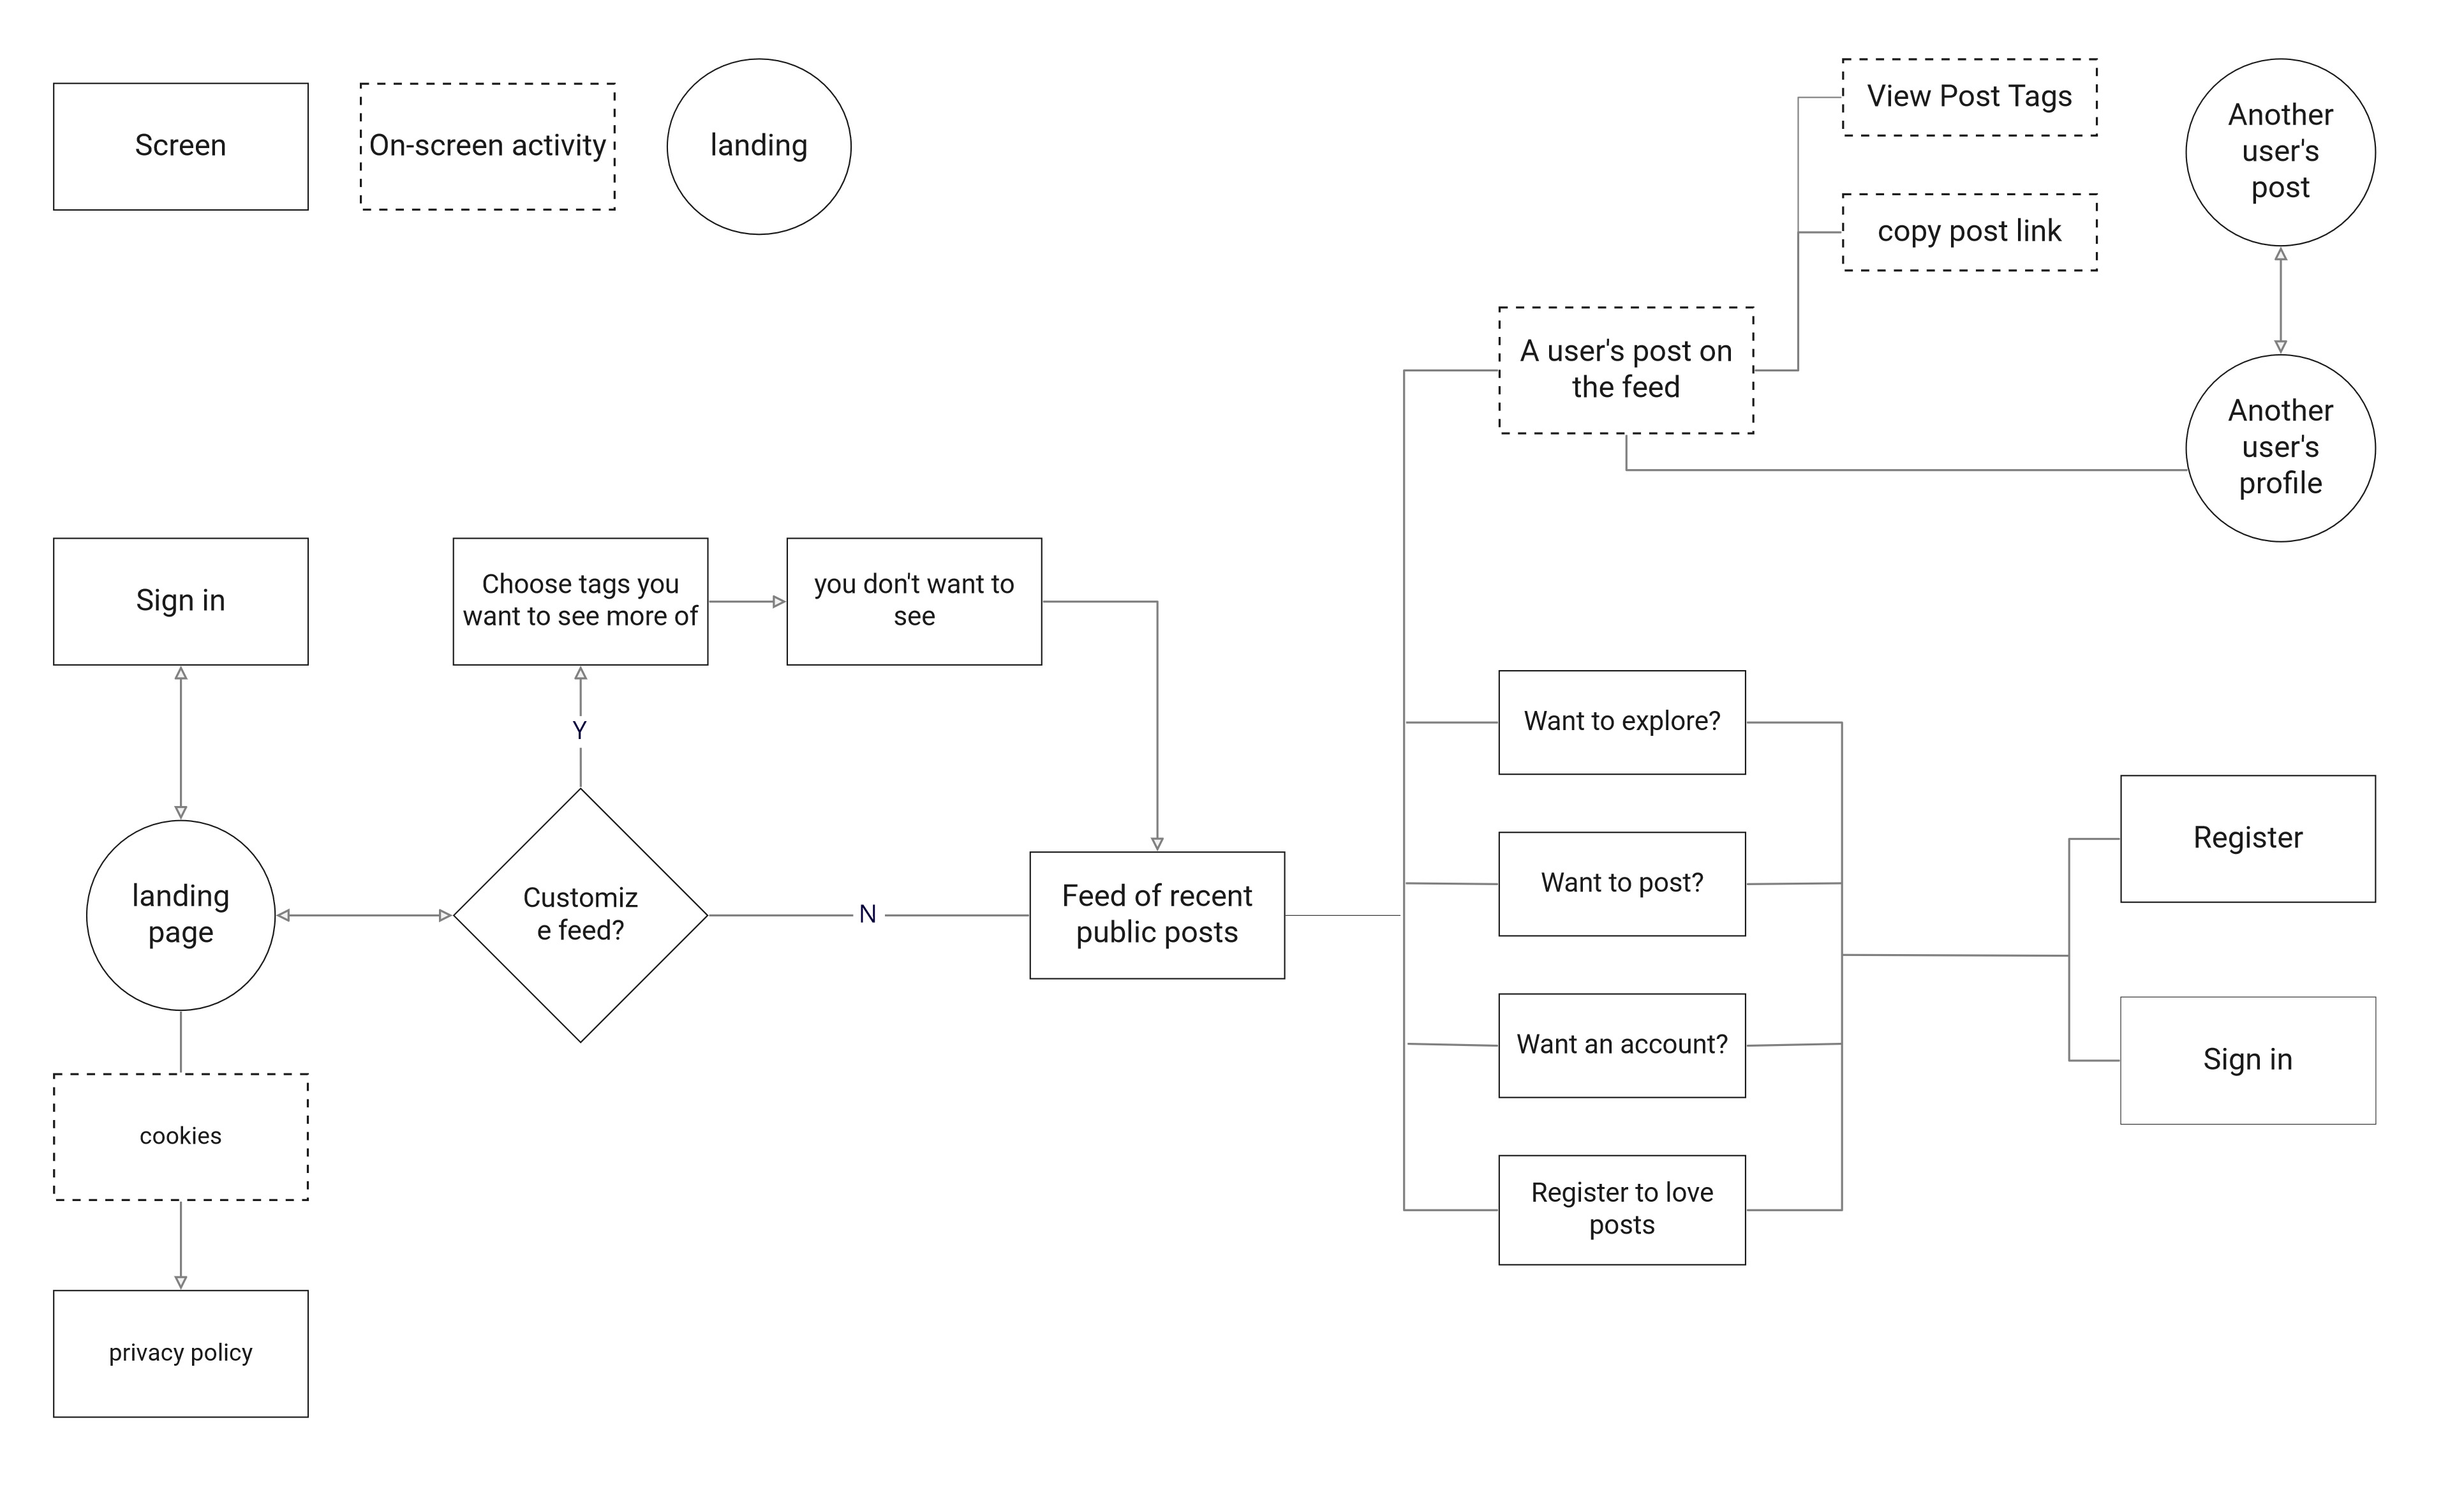 Screen
On-screen activity
landing
View Post Tags
copy post link
Another
user's
post
A user's post on
the feed
Another
user's
profile
Sign in
Choose tags you
want to see more of
you don't want to
see
Y
Want to explore?
landing
page
Customiz
e feed?
N
Feed of recent
public posts
Want to post?
Register
Want an account?
Sign in
cookies
Register to love
posts
privacy policy